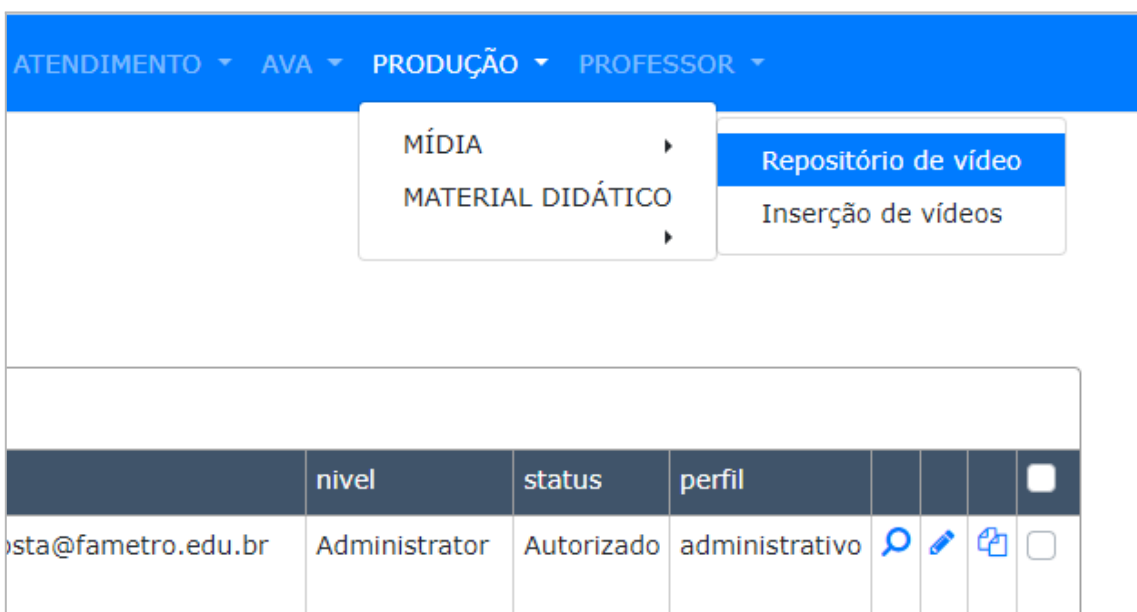 ATENDIMENTO AVA PRODUÇÃO PROFESSOR
MÍDIA
MATERIAL DIDÁTICO
Repositório de vídeo
Inserção de vídeos
nivel status perfil
osta@fametro.edu.br Administrator Autorizado administrativo